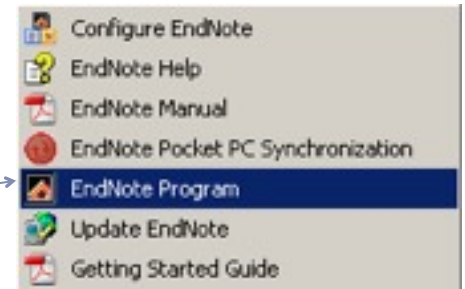 Configure EndNote
EndNote Help
EndNote Manual
EndNote Pocket PC Synchronization
EndNote Program
Update EndNote
Getting Started Guide